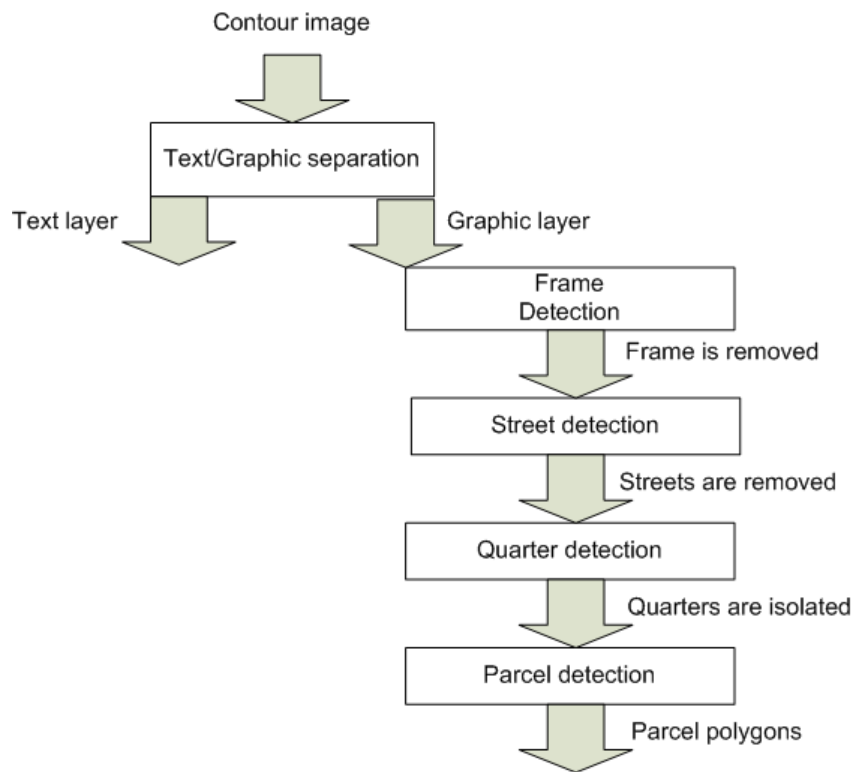 Contour image
Text/Graphic separation
Text layer
Graphic layer
Frame
Detection
Frame is removed
Street detection
Streets are removed
Quarter detection
Quarters are isolated
Parcel detection
Parcel polygons